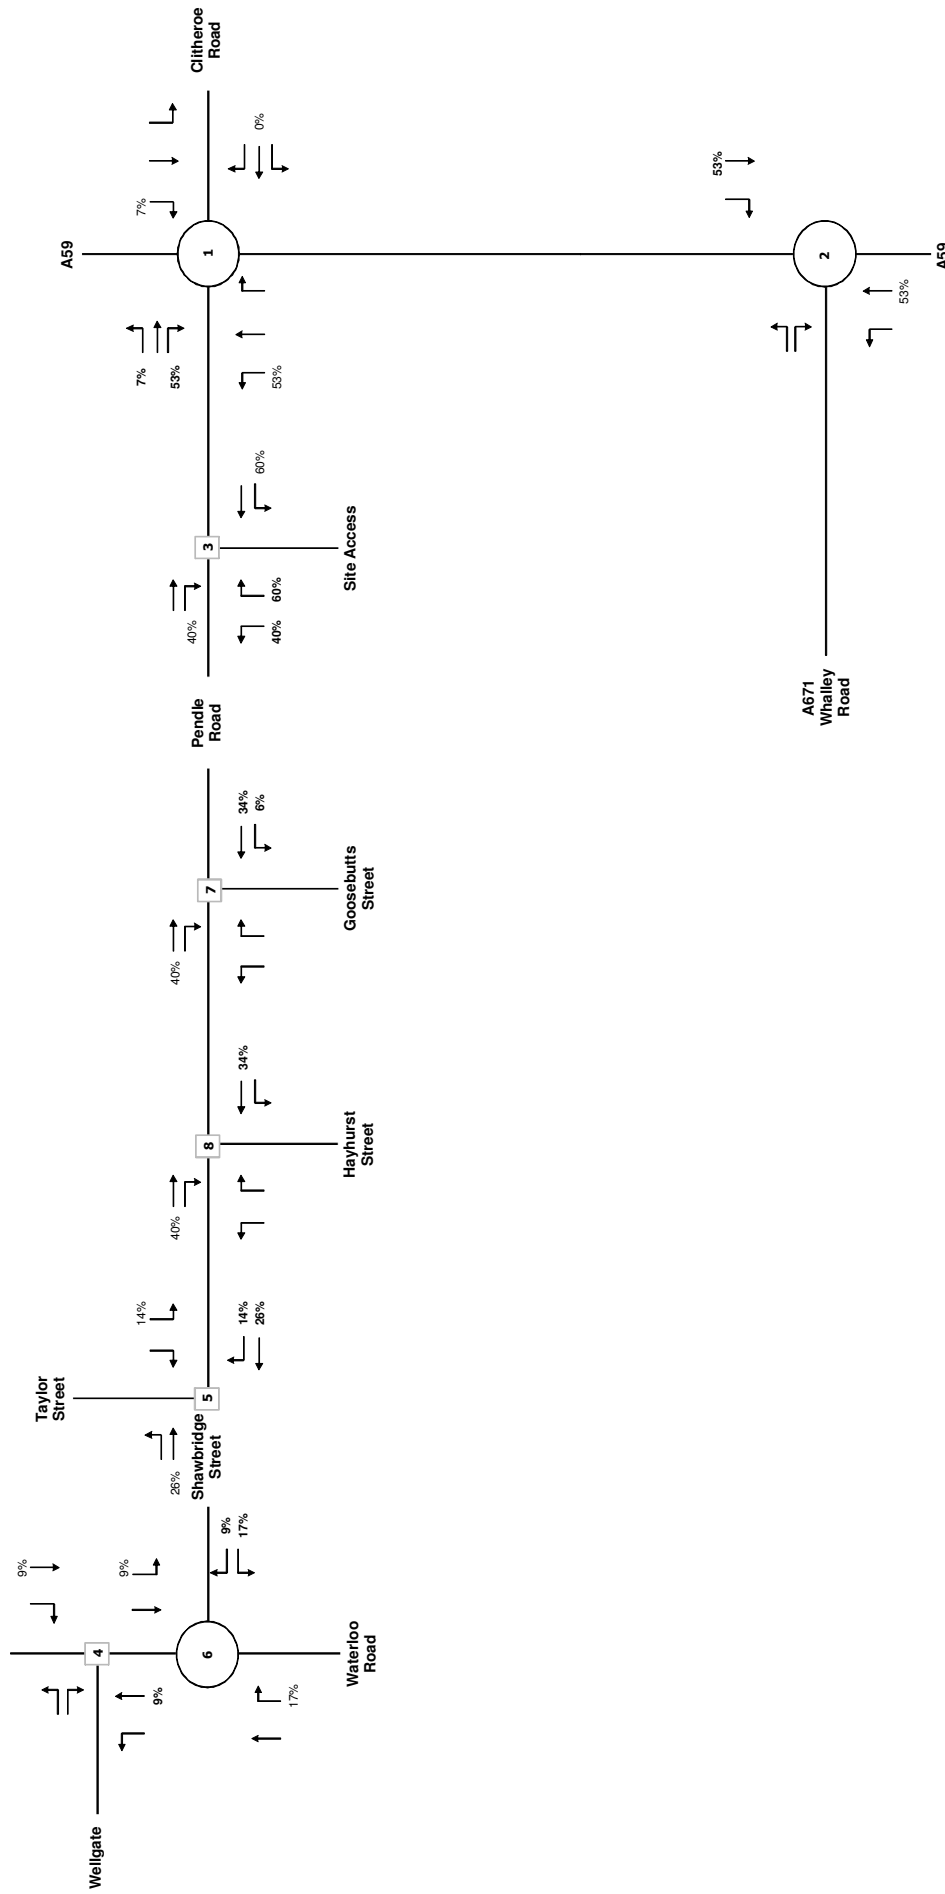 Clitheroe
Road
0%
7%
A59
1
7%
53%
53%
53%
2
53%
A59
60%
3
Site Access
40%
60%
40%
A671
Whalley
Road
Pendle
Road
34%
6%
7
Goosebutts
Street
40%
34%
8
Hayhurst
Street
40%
14%
14%
26%
Taylor
Street
5
Shawbridge
Street
26%
9%
9%
9%
17%
4
6
Waterloo
Road
9%
17%
Wellgate